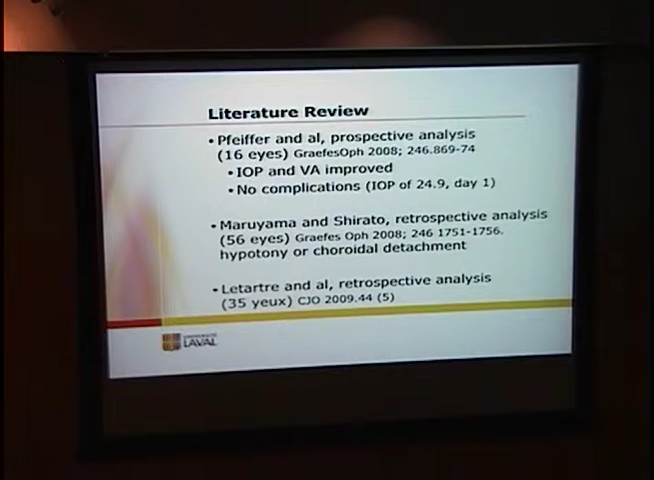 Literature Review
• Pfeiffer and al, prospective analysis
(16 eyes) GraefesOph 2008; 246.869-74
• IOP and VA improved
• No complications (IOP of 24.9, day 1)
• Maruyama and Shirato, retrospective analysis
(56 eyes) Graefes Oph 2008; 246 1751-1756.
hypotony or choroidal detachment
• Letartre and al, retrospective analysis
(35 yeux) CJO 2009.44 (5)
UNIVERSITÉ
LAVAL